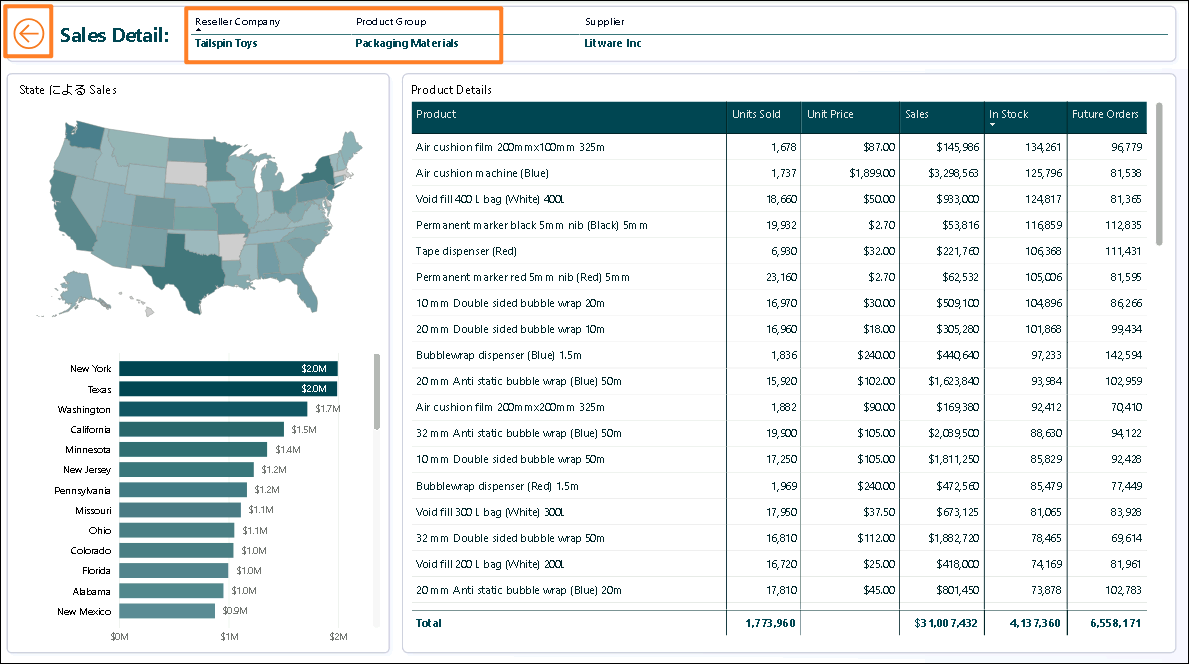 Sales Detail:
Reseller Company Product Group Supplier
Tailspin Toys Packaging Materials Litware Inc
State による Sales
New York $2.0M
Texas $2.0M
Washington $1.7M
California $1.5M
Minnesota $1.4M
New Jersey $1.2M
Pennsylvania $1.2M
Missouri $1.1M
Ohio $1.1M
Colorado $1.0M
Florida $1.0M
Alabama $1.0M
New Mexico $0.9M
$0M $1M $2M
Product Details
Product Units Sold Unit Price Sales In Stock Future Orders
Air cushion film 200mmx100mm 325m 1,678 $87.00 $145,986 134,261 96,779
Air cushion machine (Blue) 1,737 $1,899.00 $3,298,563 125,796 81,538
Void fill 400 L bag (White) 400L 18,660 $50.00 $933,000 124,817 81,365
Permanent marker black 5mm nib (Black) 5mm 19,932 $2.70 $53,816 116,859 112,835
Tape dispenser (Red) 6,930 $32.00 $221,760 106,368 111,431
Permanent marker red 5mm nib (Red) 5mm 23,160 $2.70 $62,532 105,006 81,595
10 mm Double sided bubble wrap 20m 16,970 $30.00 $509,100 104,896 86,266
20 mm Double sided bubble wrap 10m 16,960 $18.00 $305,280 101,868 99,434
Bubblewrap dispenser (Blue) 1.5m 1,836 $240.00 $440,640 97,233 142,594
20 mm Anti static bubble wrap (Blue) 50m 15,920 $102.00 $1,623,840 93,984 102,959
Air cushion film 200mmx200mm 325m 1,882 $90.00 $169,380 92,412 70,410
32 mm Anti static bubble wrap (Blue) 50m 19,900 $105.00 $2,089,500 88,630 94,122
10 mm Double sided bubble wrap 50m 17,250 $105.00 $1,811,250 85,829 92,428
Bubblewrap dispenser (Red) 1.5m 1,969 $240.00 $472,560 85,479 77,449
Void fill 300 L bag (White) 300L 17,950 $37.50 $673,125 81,065 83,928
32 mm Double sided bubble wrap 50m 16,810 $112.00 $1,882,720 78,465 69,614
Void fill 200 L bag (White) 200L 16,720 $25.00 $418,000 74,169 81,961
20 mm Anti static bubble wrap (Blue) 20m 17,810 $45.00 $801,450 73,878 102,783
Total 1,773,960 $31,007,432 4,137,360 6,558,171